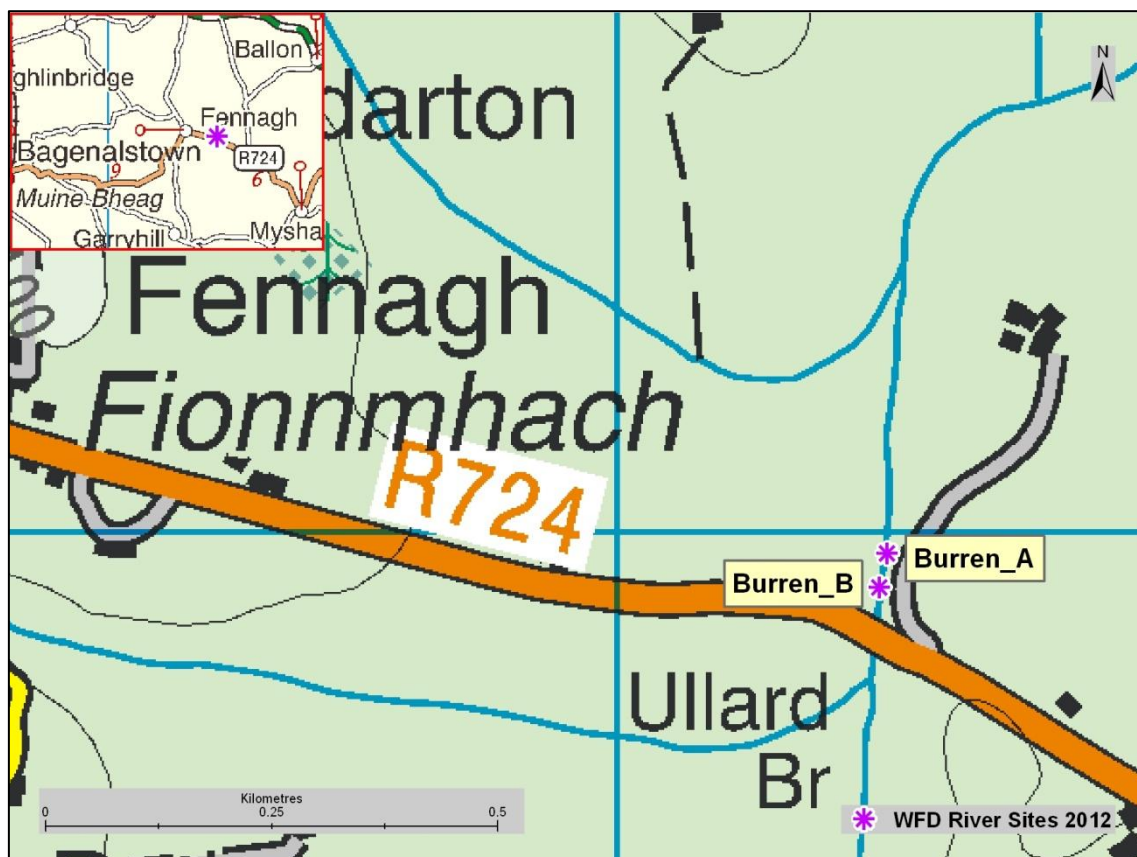 Ballon
ghlinbridge
Fennagh
Bagenalstown
R724
9
6
Muine Bheag
Garryhill
Mysha
N
darton
Fennagh
Fionnmhach
R724
Burren_A
Burren_B
Ullard
Br
Kilometres
0 0.25 0.5
WFD River Sites 2012